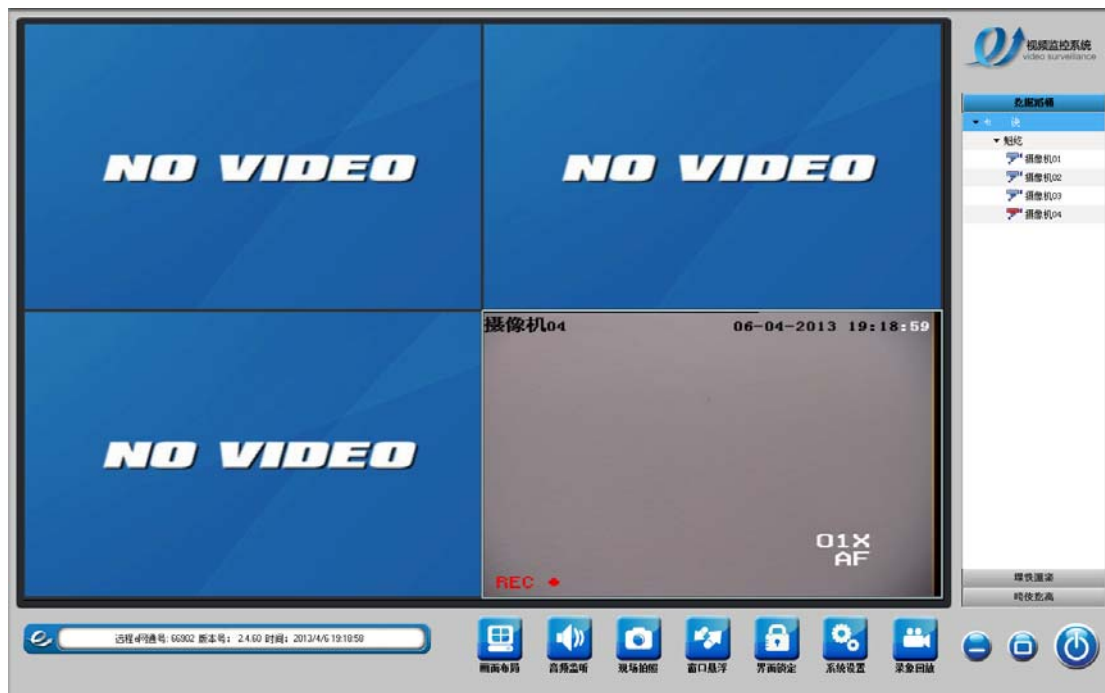 NO VIDEO
NO VIDEO
NO VIDEO
摄像机04
06-04-2013 19:18:59
01X
AF
REC
视频监控系统
video surveillance
摄像机01
摄像机02
摄像机03
摄像机04
远程e网通号: 66902 版本号: 2.4.60 时间: 2013/4/6 19:18:58
画面布局
音频监听
现场拍照
窗口悬浮
界面锁定
系统设置
录象回放